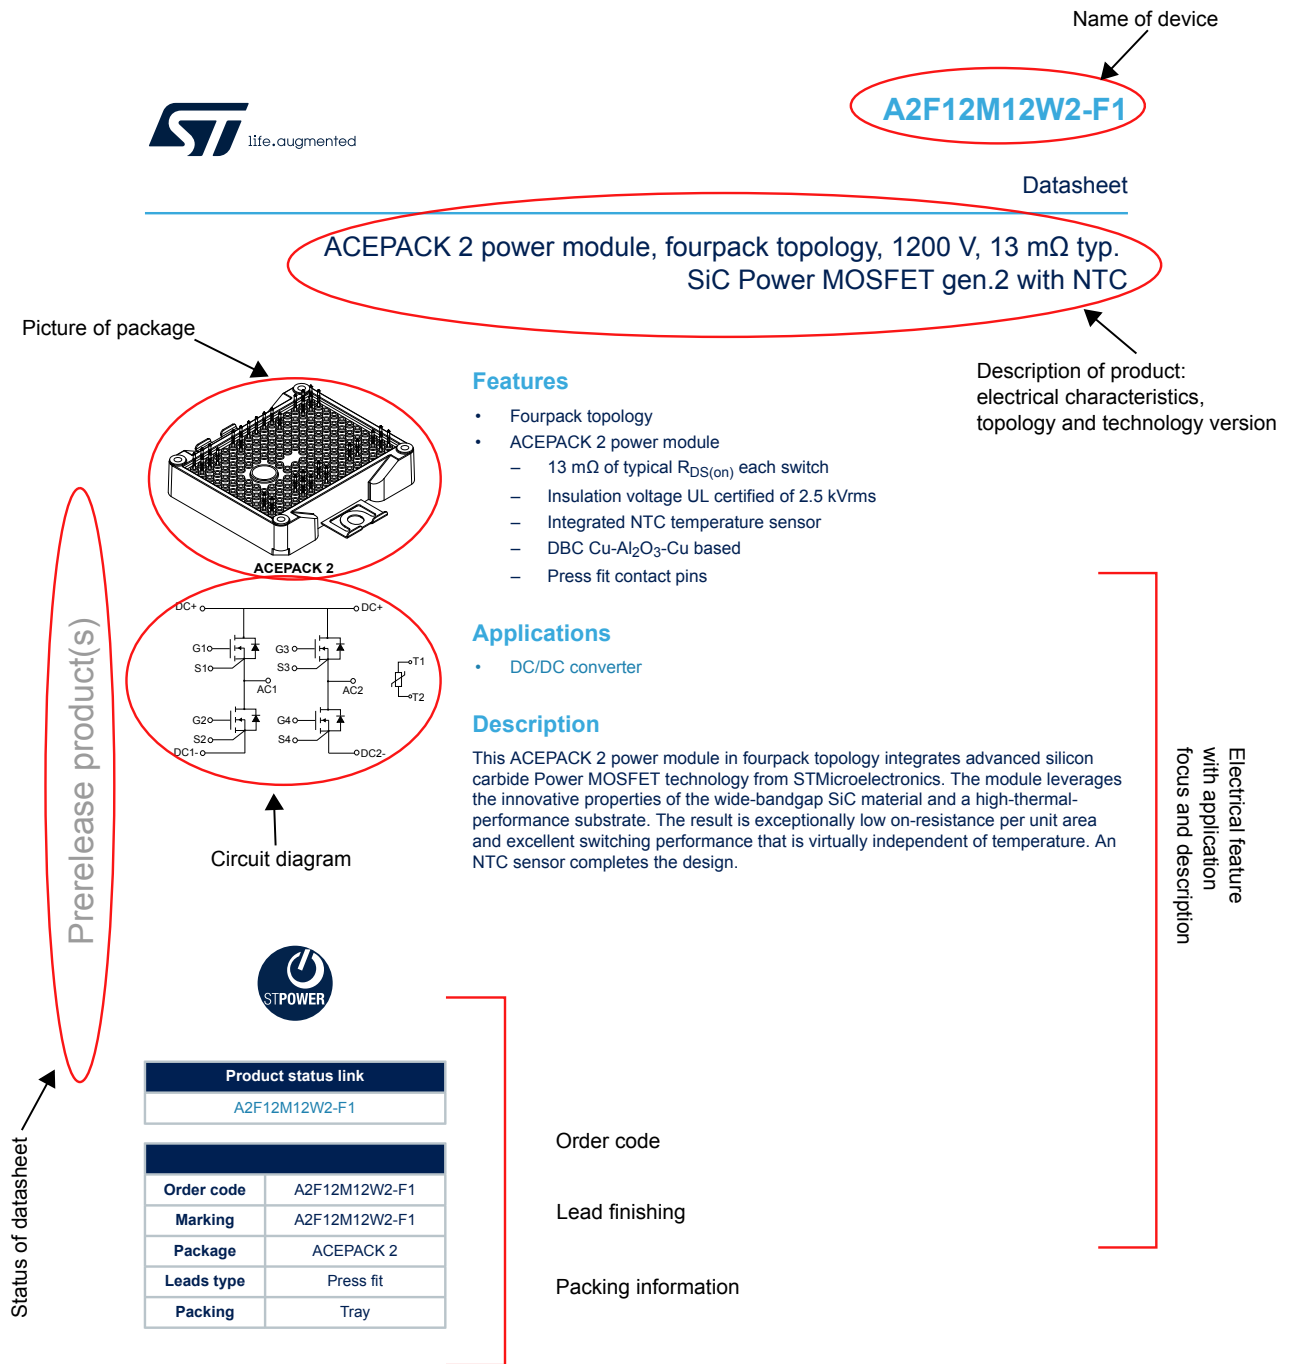 Name of device
A2F12M12W2-F1
life.augmented
Datasheet
ACEPACK 2 power module, fourpack topology, 1200 V, 13 mΩ typ.
SiC Power MOSFET gen.2 with NTC
Picture of package
Description of product:
electrical characteristics,
topology and technology version
ACEPACK 2
Features
• Fourpack topology
• ACEPACK 2 power module
– 13 mΩ of typical RDS(on) each switch
– Insulation voltage UL certified of 2.5 kVrms
– Integrated NTC temperature sensor
– DBC Cu-Al2O3-Cu based
– Press fit contact pins
DC+ DC+
G1 G3
S1 S3 T1
AC1 AC2 T2
G2 G4
S2 S4
DC1- DC2-
Circuit diagram
Applications
• DC/DC converter
Description
This ACEPACK 2 power module in fourpack topology integrates advanced silicon
carbide Power MOSFET technology from STMicroelectronics. The module leverages
the innovative properties of the wide-bandgap SiC material and a high-thermal-
performance substrate. The result is exceptionally low on-resistance per unit area
and excellent switching performance that is virtually independent of temperature. An
NTC sensor completes the design.
Electrical feature
with application
focus and description
Prerelease product(s)
Status of datasheet
STPOWER
Product status link
A2F12M12W2-F1
Order code A2F12M12W2-F1
Marking A2F12M12W2-F1
Package ACEPACK 2
Leads type Press fit
Packing Tray
Order code
Lead finishing
Packing information